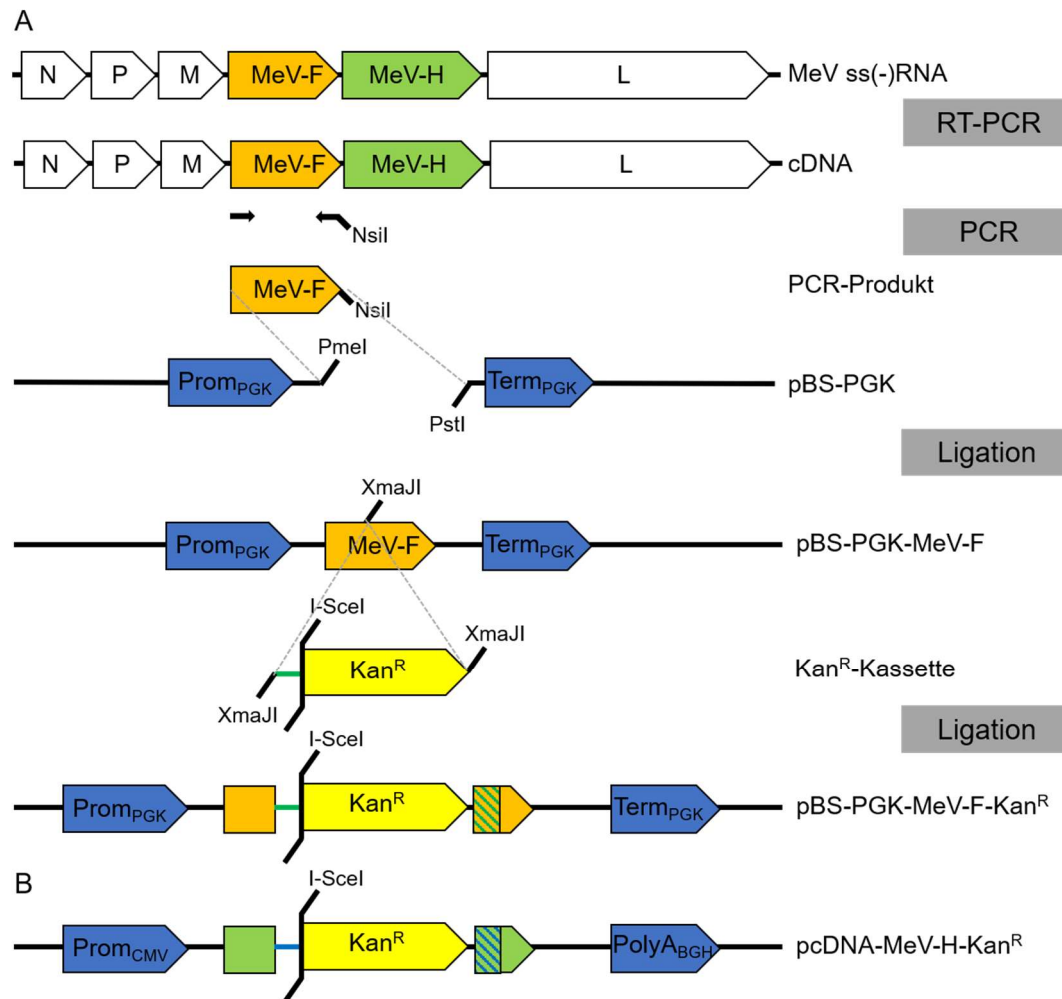 A
N P M MeV-F MeV-H L MeV ss(-)RNA
RT-PCR
N P M MeV-F MeV-H L cDNA
NsiI
PCR
MeV-F NsiI PCR-Produkt
PmeI
PromPGK TermPGK pBS-PGK
PstI
Ligation
XmaJI
PromPGK MeV-F TermPGK pBS-PGK-MeV-F
I-SceI
XmaJI
KanR KanR-Kassette
XmaJI
Ligation
I-SceI
PromPGK KanR TermPGK pBS-PGK-MeV-F-KanR
B
I-SceI
PromCMV KanR PolyABGH pcDNA-MeV-H-KanR